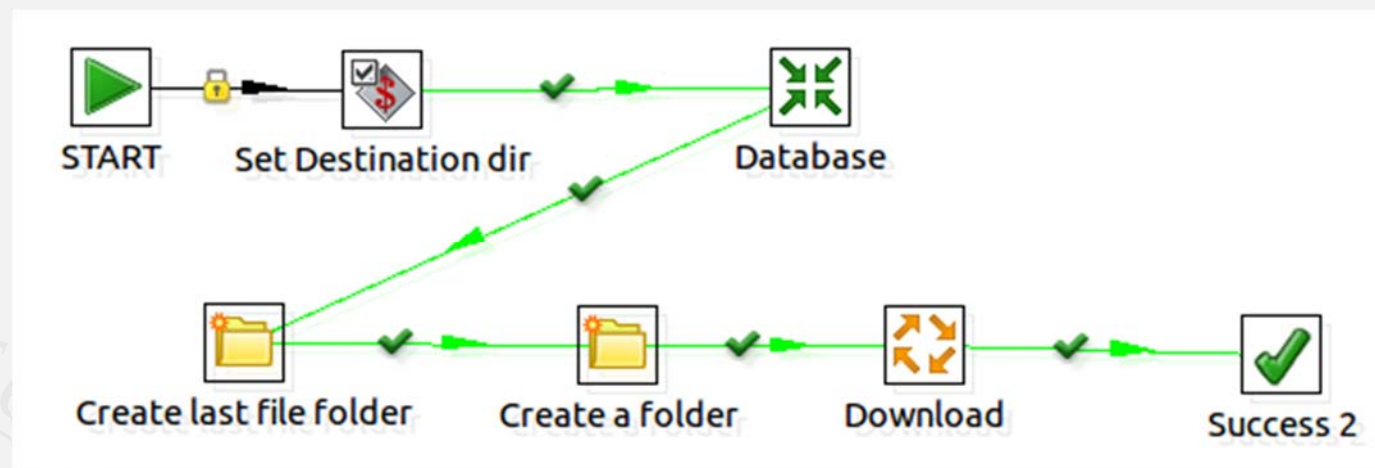 START
Set Destination dir
Database
Create last file folder
Create a folder
Download
Success 2